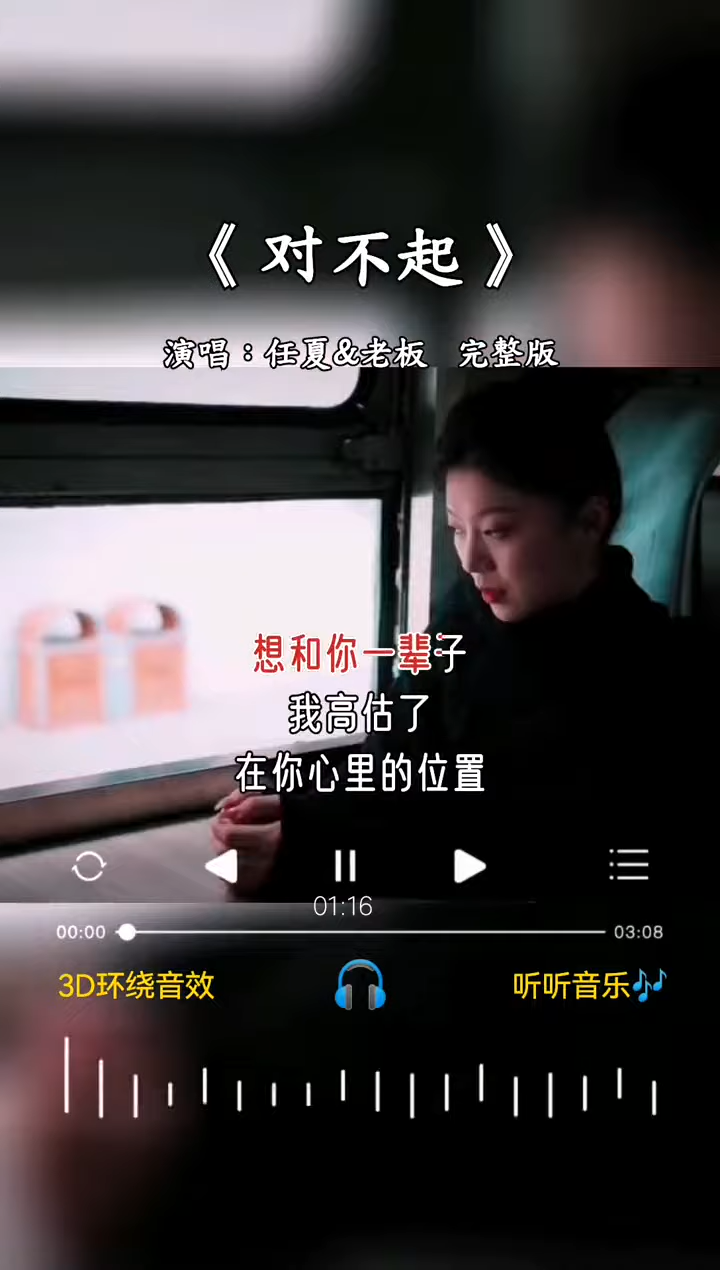 《对不起》
演唱：任夏&老板 完整版
想和你一辈子
我高估了
在你心里的位置
01:16
00:00 03:08
3D环绕音效 听听音乐